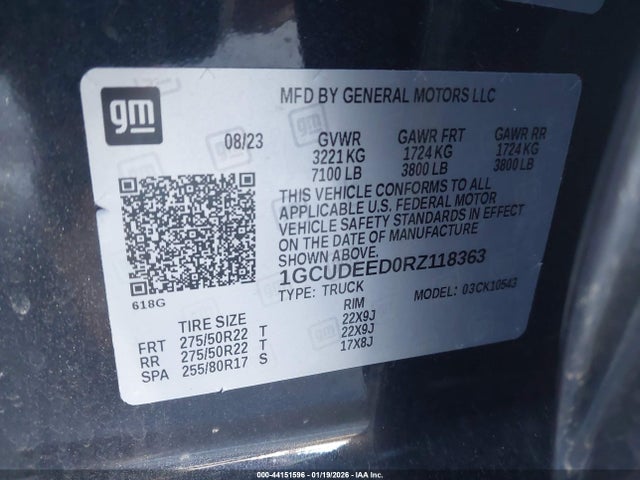 gm
MFD BY GENERAL MOTORS LLC
08/23 GVWR GAWR FRT GAWR RR
3221 KG 1724 KG 1724 KG
7100 LB 3800 LB 3800 LB
THIS VEHICLE CONFORMS TO ALL
APPLICABLE U.S. FEDERAL MOTOR
VEHICLE SAFETY STANDARDS IN EFFECT
ON THE DATE OF MANUFACTURE
SHOWN ABOVE.
1GCUDEED0RZ118363
618G TYPE: TRUCK MODEL: 03CK10543
TIRE SIZE RIM
FRT 275/50R22 T 22X9J
RR 275/50R22 T 22X9J
SPA 255/80R17 S 17X8J
000-44151596 - 01/19/2026 - IAA Inc.